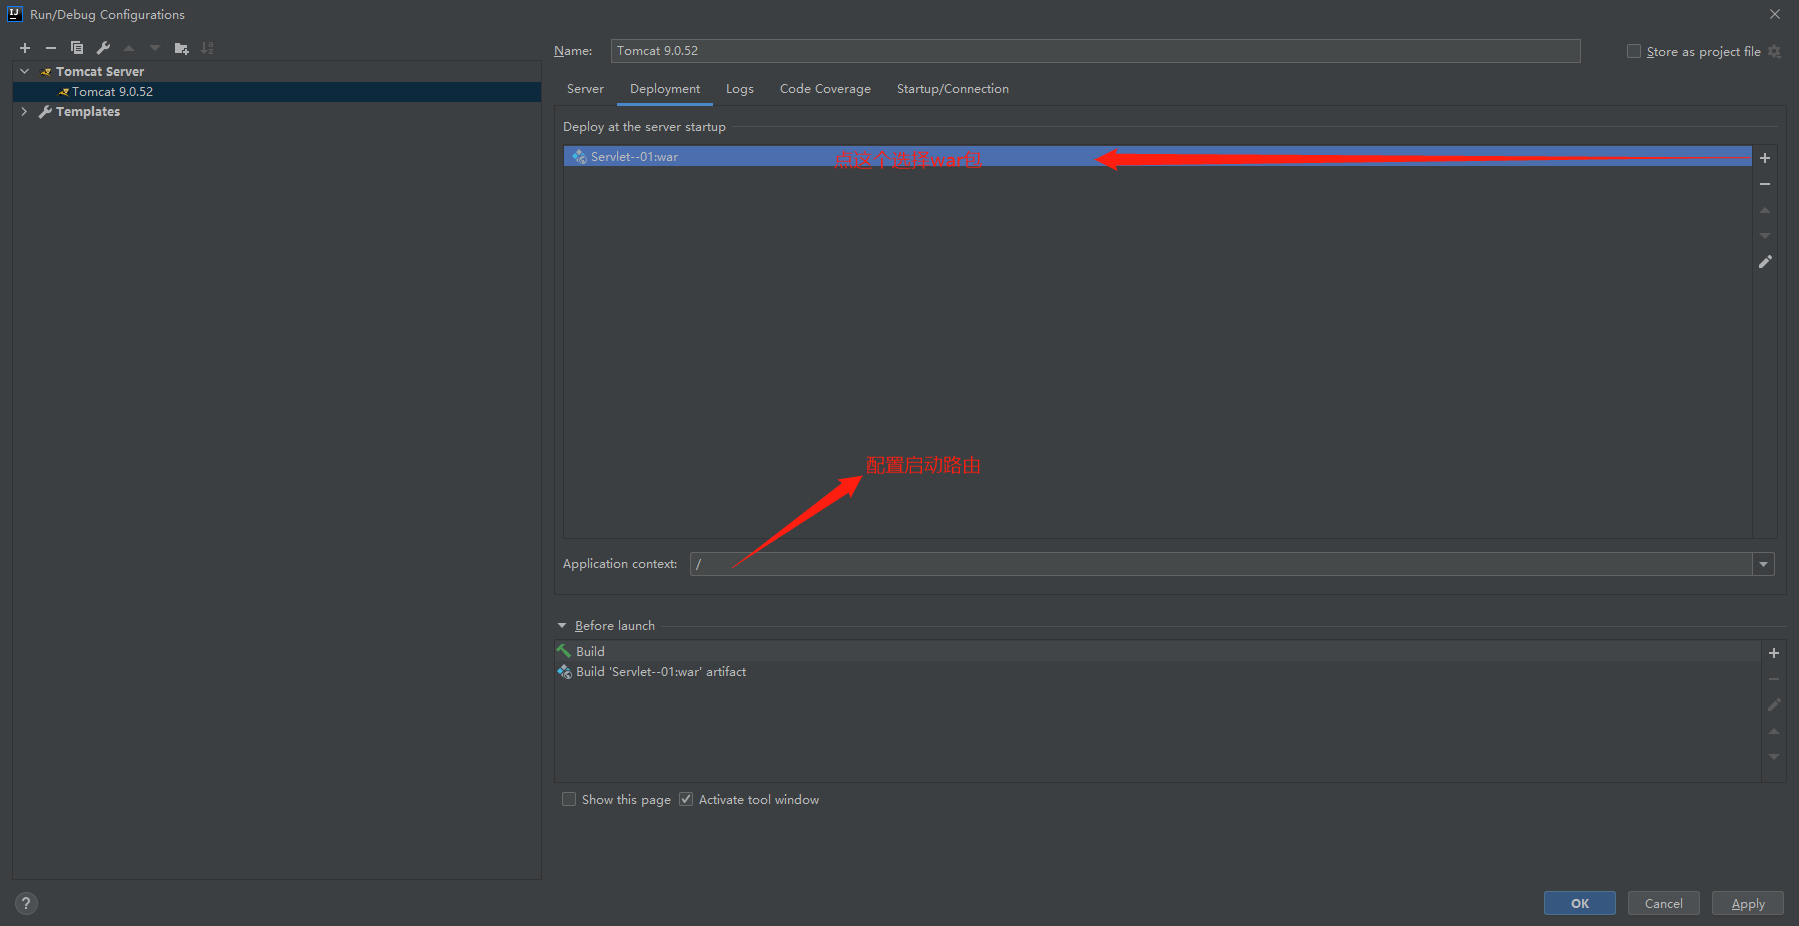 Run/Debug Configurations
Tomcat Server
Tomcat 9.0.52
Templates
Name:
Tomcat 9.0.52
Store as project file
Server
Deployment
Logs
Code Coverage
Startup/Connection
Deploy at the server startup
Servlet--01:war
点这个选择war包
配置启动路由
Application context:
/
Before launch
Build
Build 'Servlet--01:war' artifact
Show this page
Activate tool window
?
OK
Cancel
Apply